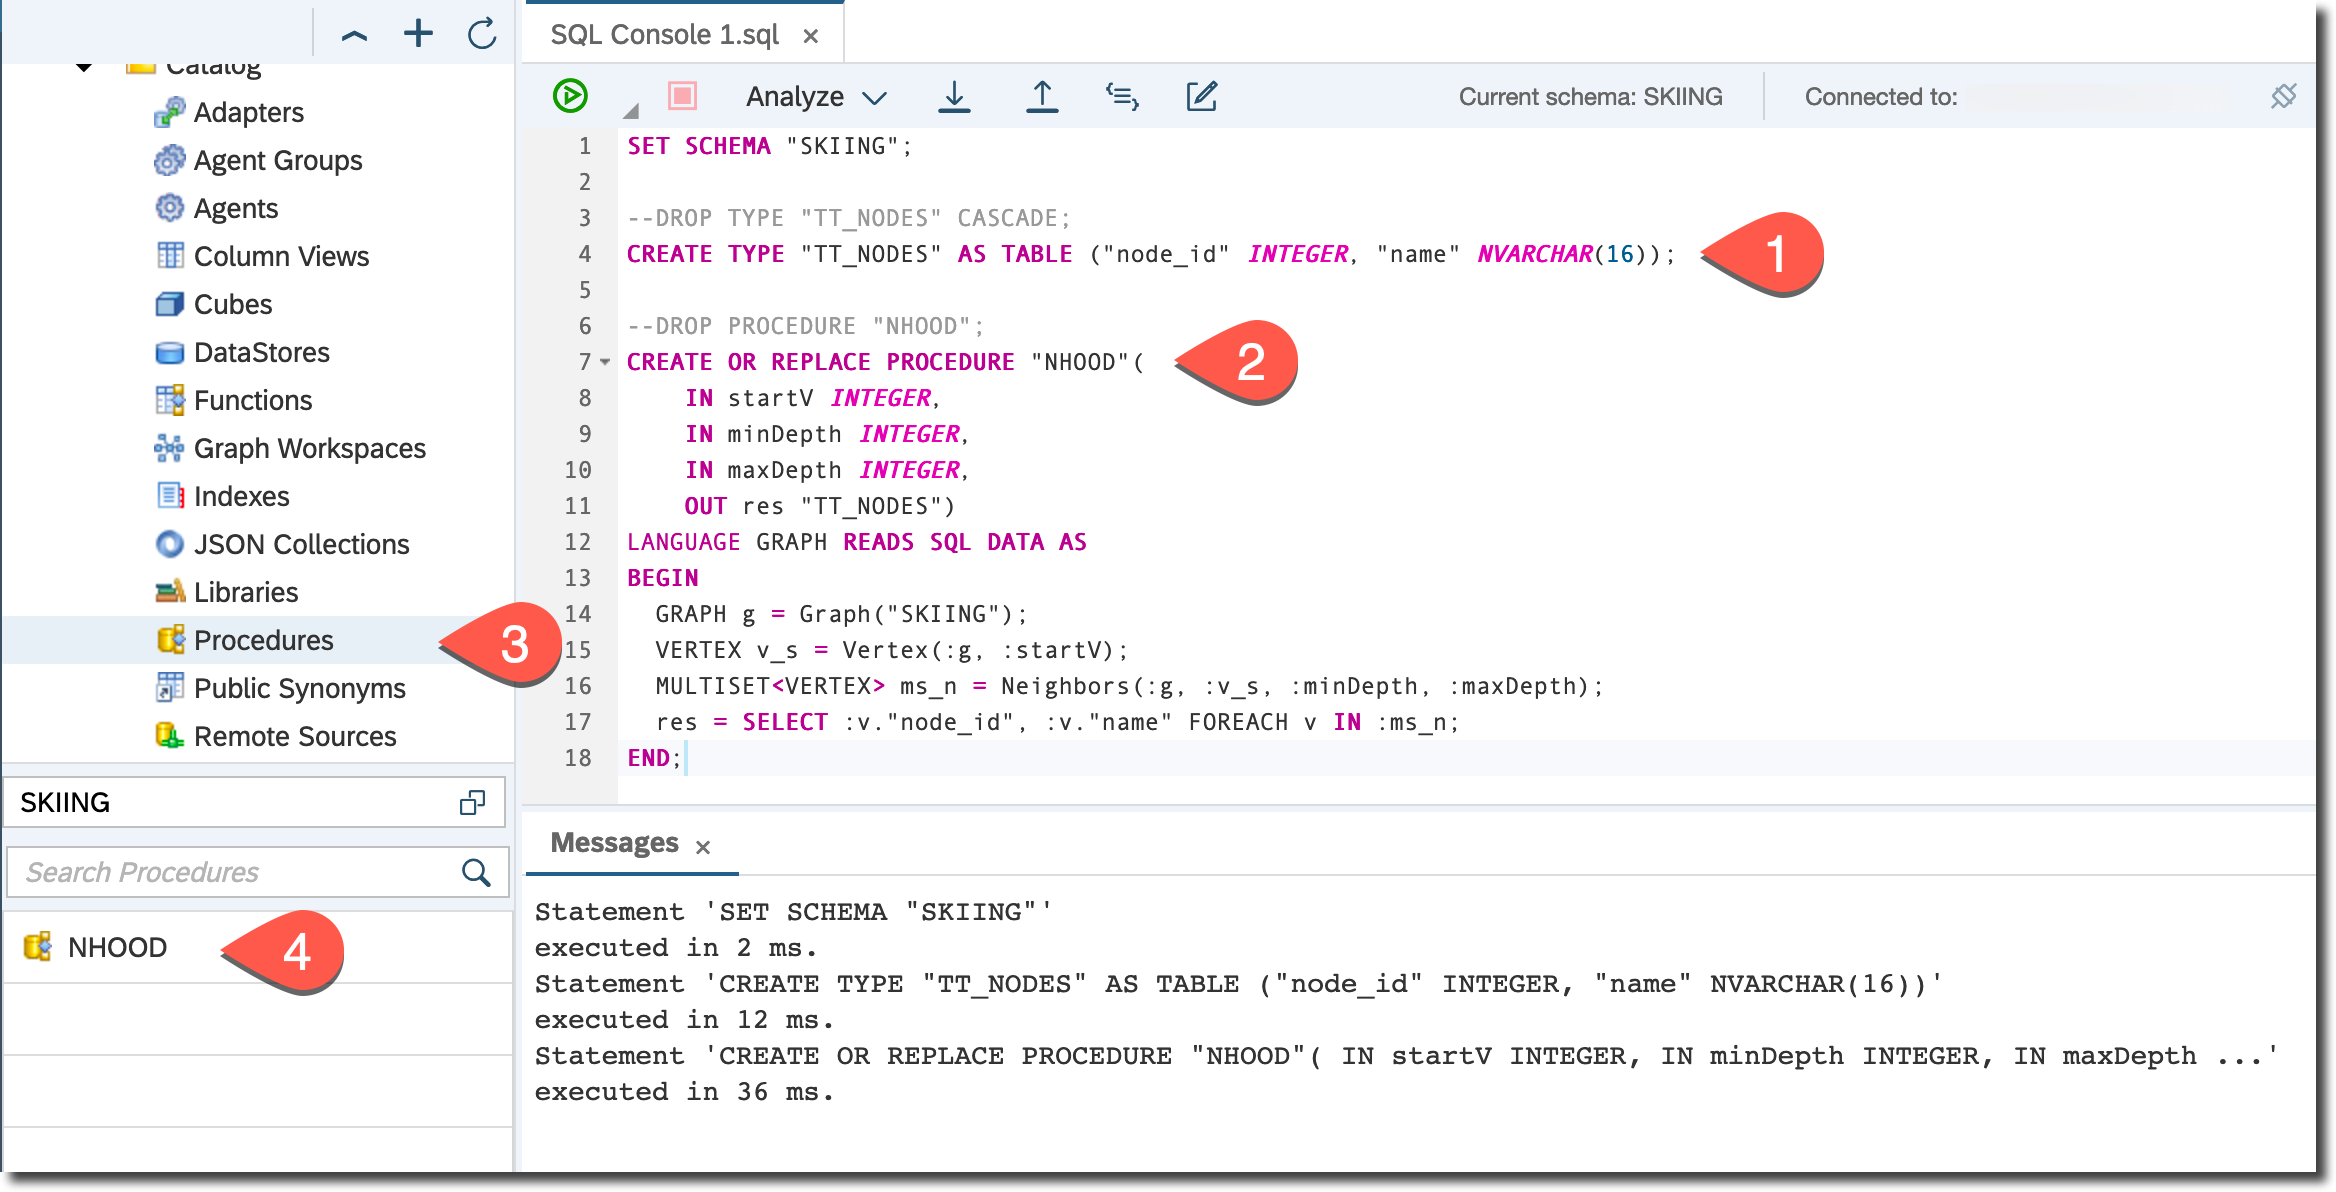 Catalog
Adapters
Agent Groups
Agents
Column Views
Cubes
DataStores
Functions
Graph Workspaces
Indexes
JSON Collections
Libraries
Procedures
3
Public Synonyms
Remote Sources
SKIING
Search Procedures
NHOOD
4
SQL Console 1.sql ×
Analyze
Current schema: SKIING
Connected to:
1 SET SCHEMA "SKIING";
2
3 --DROP TYPE "TT_NODES" CASCADE;
4 CREATE TYPE "TT_NODES" AS TABLE ("node_id" INTEGER, "name" NVARCHAR(16));
1
5
6 --DROP PROCEDURE "NHOOD";
7 CREATE OR REPLACE PROCEDURE "NHOOD"(
2
8 IN startV INTEGER,
9 IN minDepth INTEGER,
10 IN maxDepth INTEGER,
11 OUT res "TT_NODES")
12 LANGUAGE GRAPH READS SQL DATA AS
13 BEGIN
14 GRAPH g = Graph("SKIING");
15 VERTEX v_s = Vertex(:g, :startV);
16 MULTISET<VERTEX> ms_n = Neighbors(:g, :v_s, :minDepth, :maxDepth);
17 res = SELECT :v."node_id", :v."name" FOREACH v IN :ms_n;
18 END;
Messages ×
Statement 'SET SCHEMA "SKIING"'
executed in 2 ms.
Statement 'CREATE TYPE "TT_NODES" AS TABLE ("node_id" INTEGER, "name" NVARCHAR(16))'
executed in 12 ms.
Statement 'CREATE OR REPLACE PROCEDURE "NHOOD"( IN startV INTEGER, IN minDepth INTEGER, IN maxDepth ...'
executed in 36 ms.